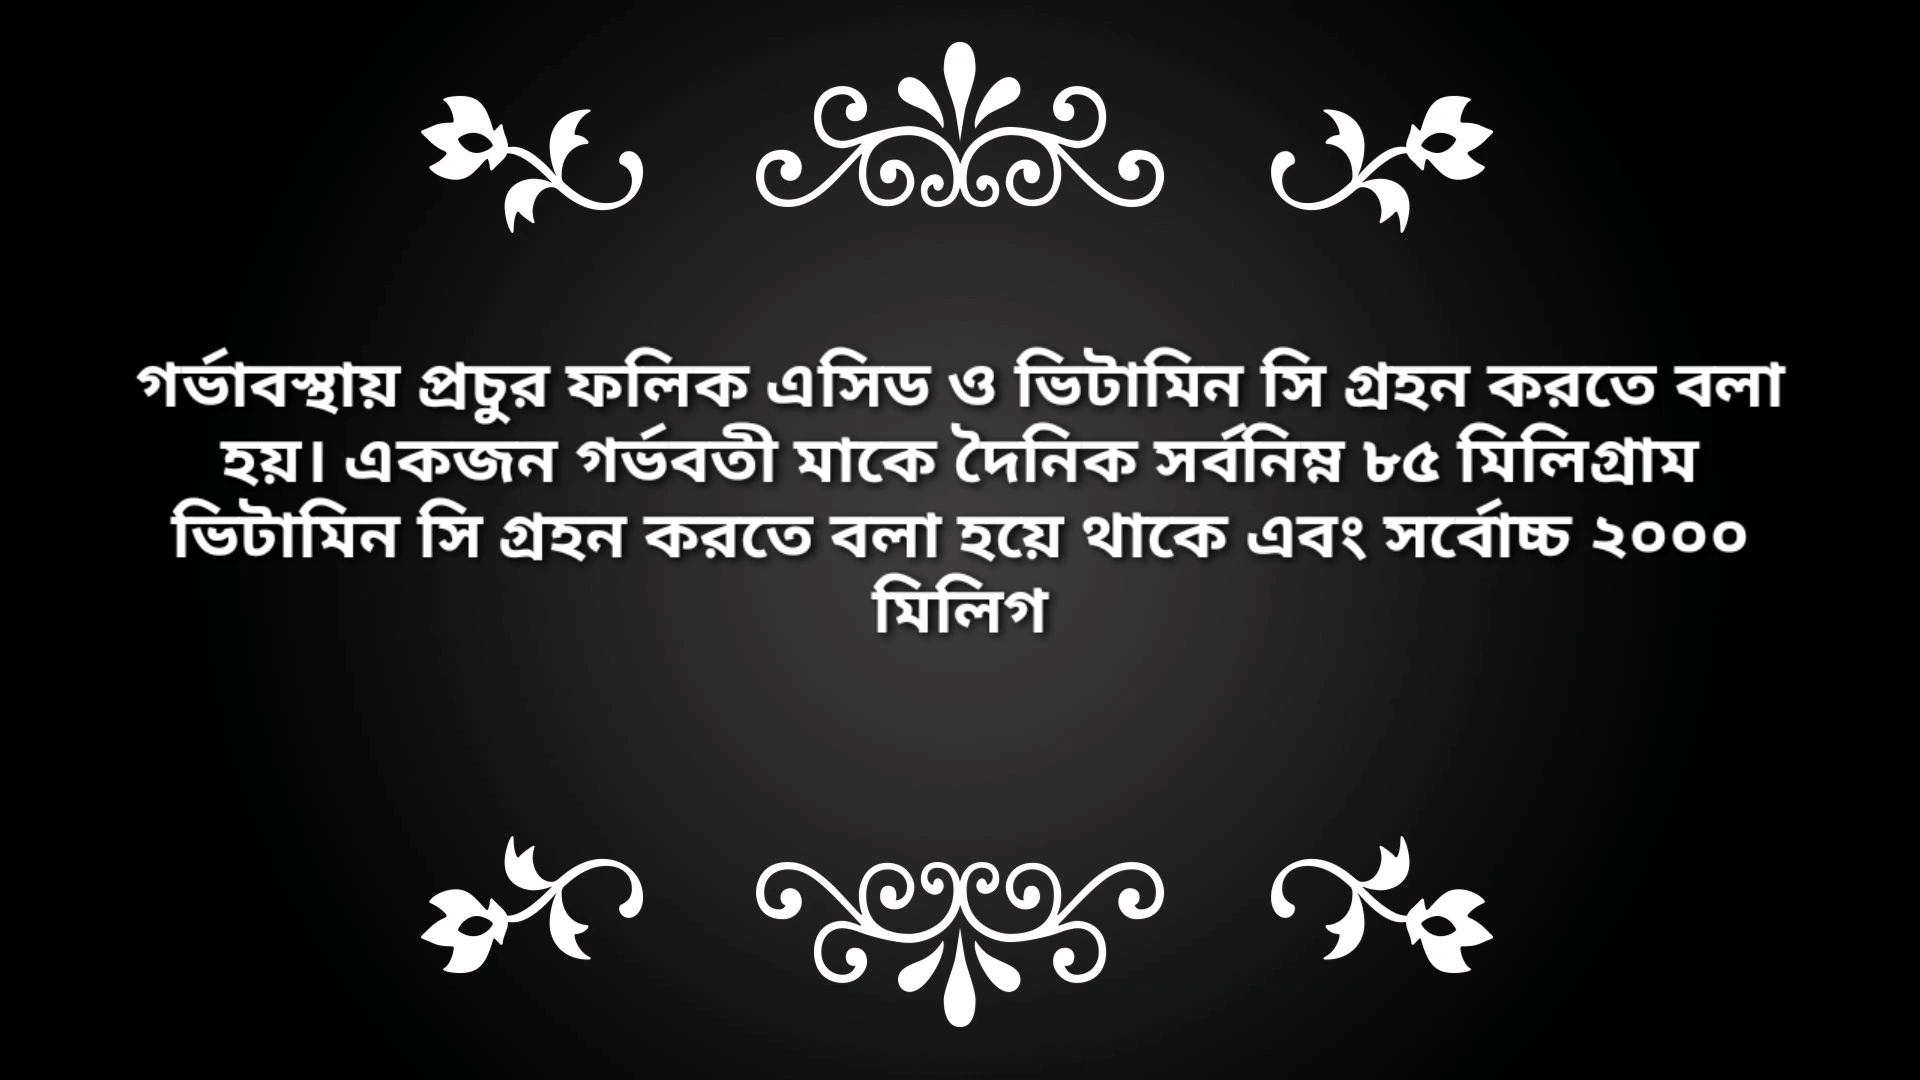 গর্ভাবস্থায় প্রচুর ফলিক এসিড ও ভিটামিন সি গ্রহন করতে বলা
হয়। একজন গর্ভবতী মাকে দৈনিক সর্বনিম্ন ৮৫ মিলিগ্রাম
ভিটামিন সি গ্রহন করতে বলা হয়ে থাকে এবং সর্বোচ্চ ২০০০
মিলিগ